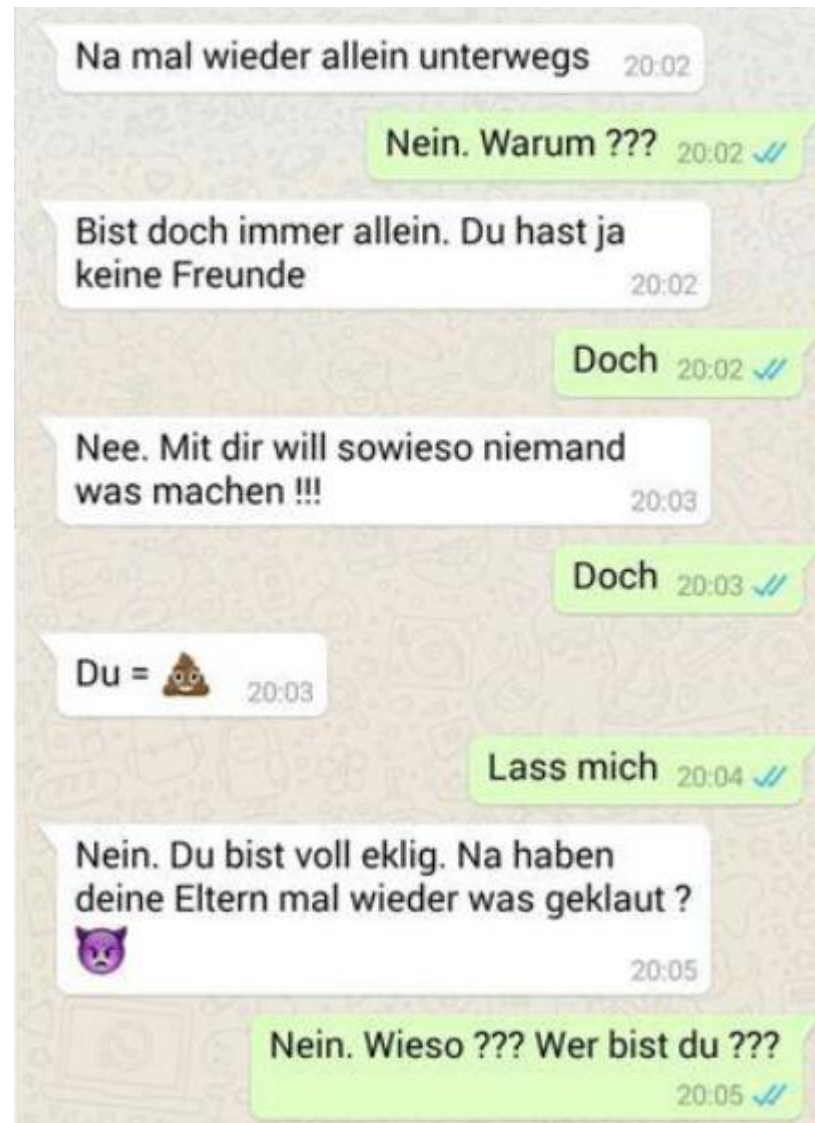 Na mal wieder allein unterwegs 20:02
Nein. Warum ??? 20:02
Bist doch immer allein. Du hast ja
keine Freunde 20:02
Doch 20:02
Nee. Mit dir will sowieso niemand
was machen !!! 20:03
Doch 20:03
Du = 💩 20:03
Lass mich 20:04
Nein. Du bist voll eklig. Na haben
deine Eltern mal wieder was geklaut ?
👿 20:05
Nein. Wieso ??? Wer bist du ???
20:05